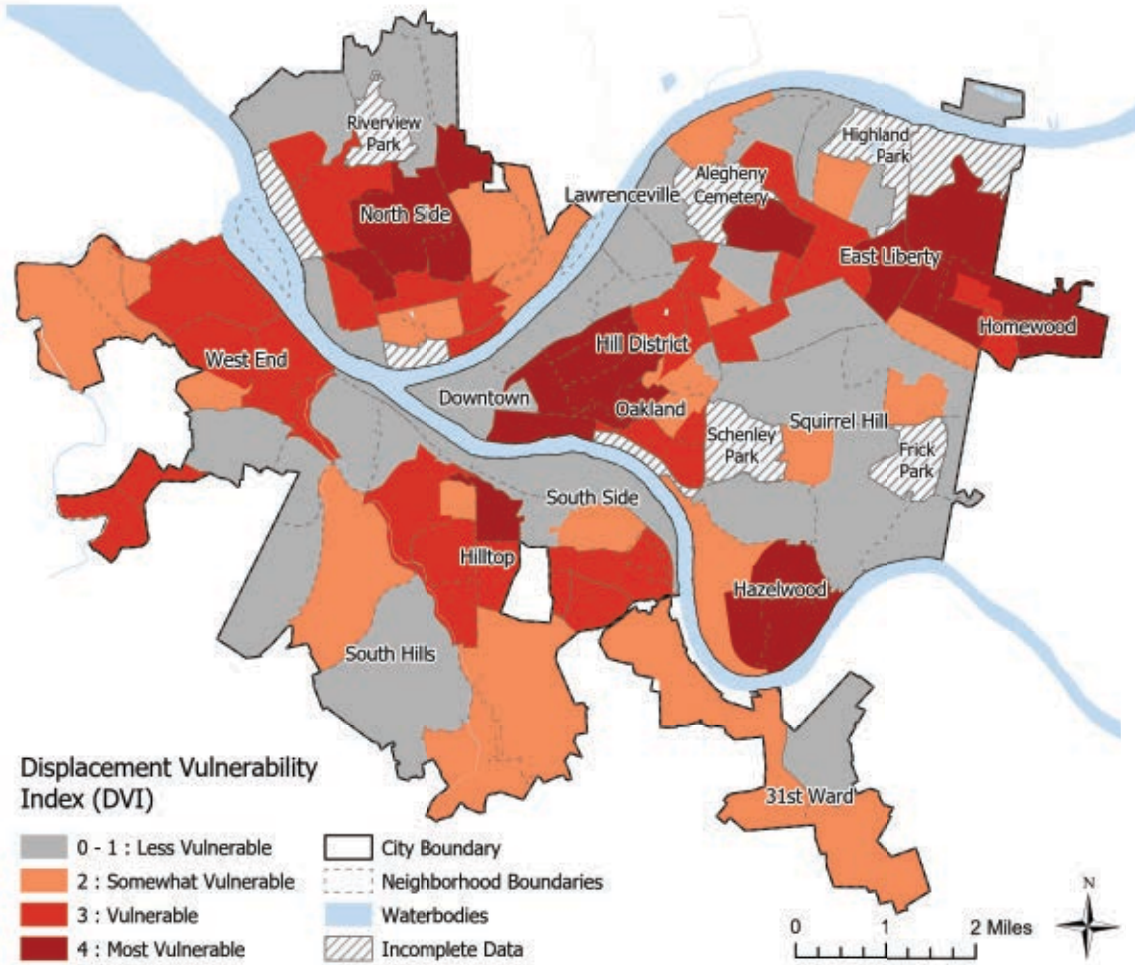 Riverview
Park
Highland
Park
Alegheny
Cemetery
Lawrenceville
North Side
East Liberty
Homewood
Hill District
West End
Downtown
Oakland
Squirrel Hill
Schenley
Park
Frick
Park
South Side
Hilltop
Hazelwood
South Hills
31st Ward
Displacement Vulnerability
Index (DVI)
0 - 1 : Less Vulnerable
2 : Somewhat Vulnerable
3 : Vulnerable
4 : Most Vulnerable
City Boundary
Neighborhood Boundaries
Waterbodies
Incomplete Data
0 1 2 Miles
N